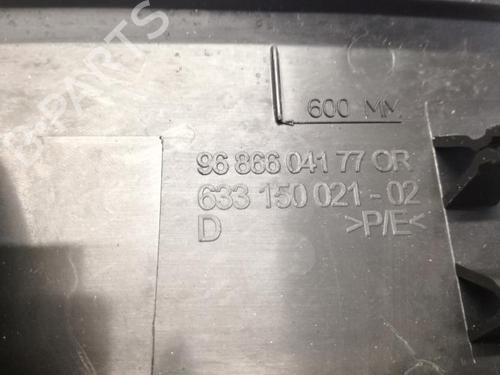 B-PARTS
600 MM
96 866 041 77 OR
633 150 021-02
D >P/E<